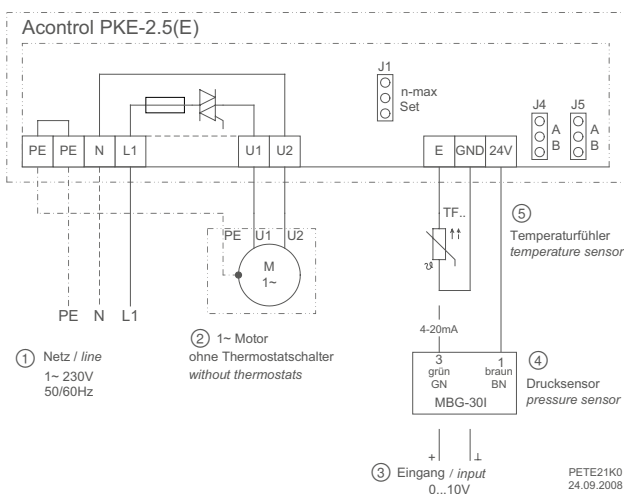 Acontrol PKE-2.5(E)
J1
n-max
Set
J4
J5
A
B
A
B
PE PE N L1
U1 U2
E GND 24V
PE U1 U2
M
1~
TF..
ϑ
⑤
Temperaturfühler
temperature sensor
PE N L1
① Netz / line
1~ 230V
50/60Hz
② 1~ Motor
ohne Thermostatschalter
without thermostats
4-20mA
3
grün
GN
1
braun
BN
MBG-30I
④
Drucksensor
pressure sensor
+ ⊥
③ Eingang / input
0...10V
PETE21K0
24.09.2008